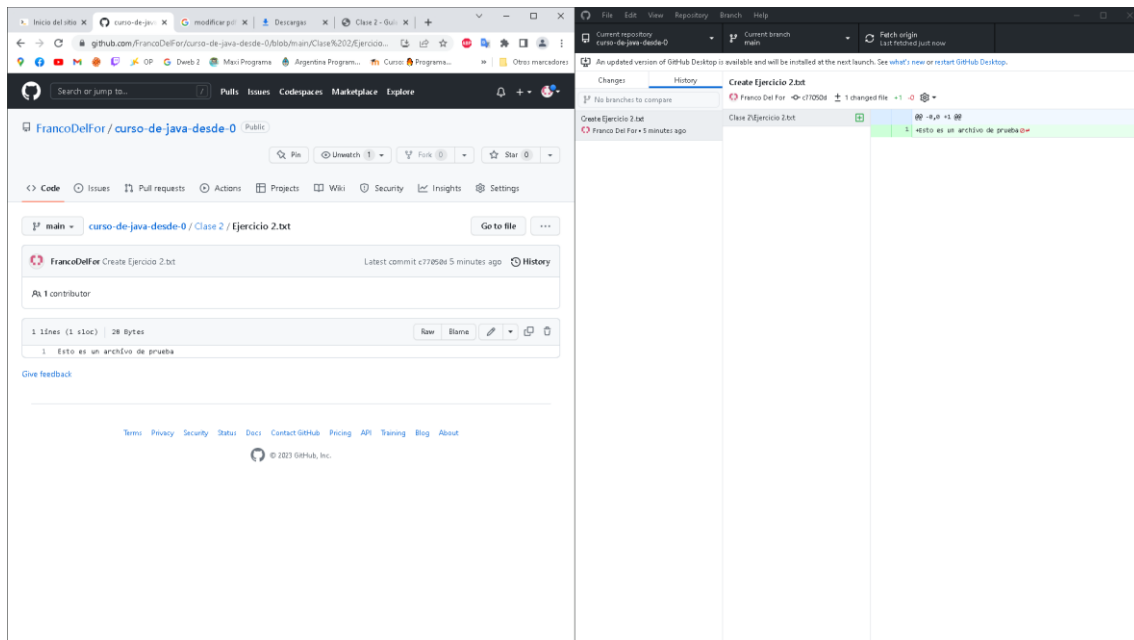 Inicio del sitio
curso-de-jav
modificar pd
Descargas
Clase 2 - Guí
github.com/FrancoDelFor/curso-de-java-desde-0/blob/main/Clase%202/Ejercicio...
OP
Dweb 2
Maxi Programa
Argentina Program...
Curso:
Programa...
Otros marcadores
Search or jump to...
/
Pulls Issues Codespaces Marketplace Explore
FrancoDelFor / curso-de-java-desde-0 Public
Pin
Unwatch 1
Fork 0
Star 0
Code
Issues
Pull requests
Actions
Projects
Wiki
Security
Insights
Settings
main
curso-de-java-desde-0 / Clase 2 / Ejercicio 2.txt
Go to file
...
FrancoDelFor Create Ejercicio 2.txt
Latest commit c77050d 5 minutes ago
History
1 contributor
1 lines (1 sloc) 28 Bytes
Raw
Blame
1 Esto es un archivo de prueba
Give feedback
Terms Privacy Security Status Docs Contact GitHub Pricing API Training Blog About
© 2023 GitHub, Inc.
File Edit View Repository Branch Help
Current repository
curso-de-java-desde-0
Current branch
main
Fetch origin
Last fetched just now
An updated version of GitHub Desktop is available and will be installed at the next launch. See what's new or restart GitHub Desktop.
Changes
History
No branches to compare
Create Ejercicio 2.txt
Franco Del For • 5 minutes ago
Create Ejercicio 2.txt
Franco Del For
c77050d
1 changed file +1 -0
Clase 2\Ejercicio 2.txt
@@ -0,0 +1 @@
1 +Esto es un archivo de prueba